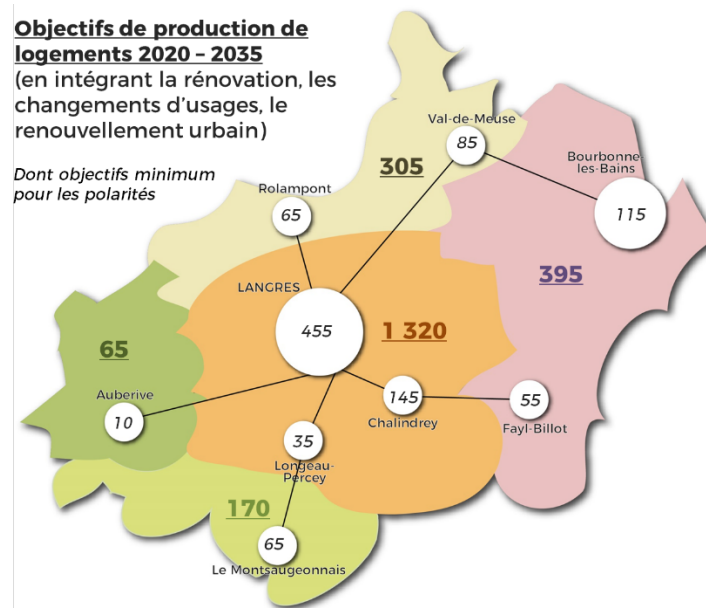 Objectifs de production de
logements 2020 – 2035
(en intégrant la rénovation, les
changements d'usages, le
renouvellement urbain)
Dont objectifs minimum
pour les polarités
Val-de-Meuse
85
Bourbonne
les-Bains
115
305
Rolampont
65
395
LANGRES
455
1 320
65
Auberive
10
145
Chalindrey
55
Fayl-Billot
35
Longeau-
Percey
170
65
Le Montsaugeonnais